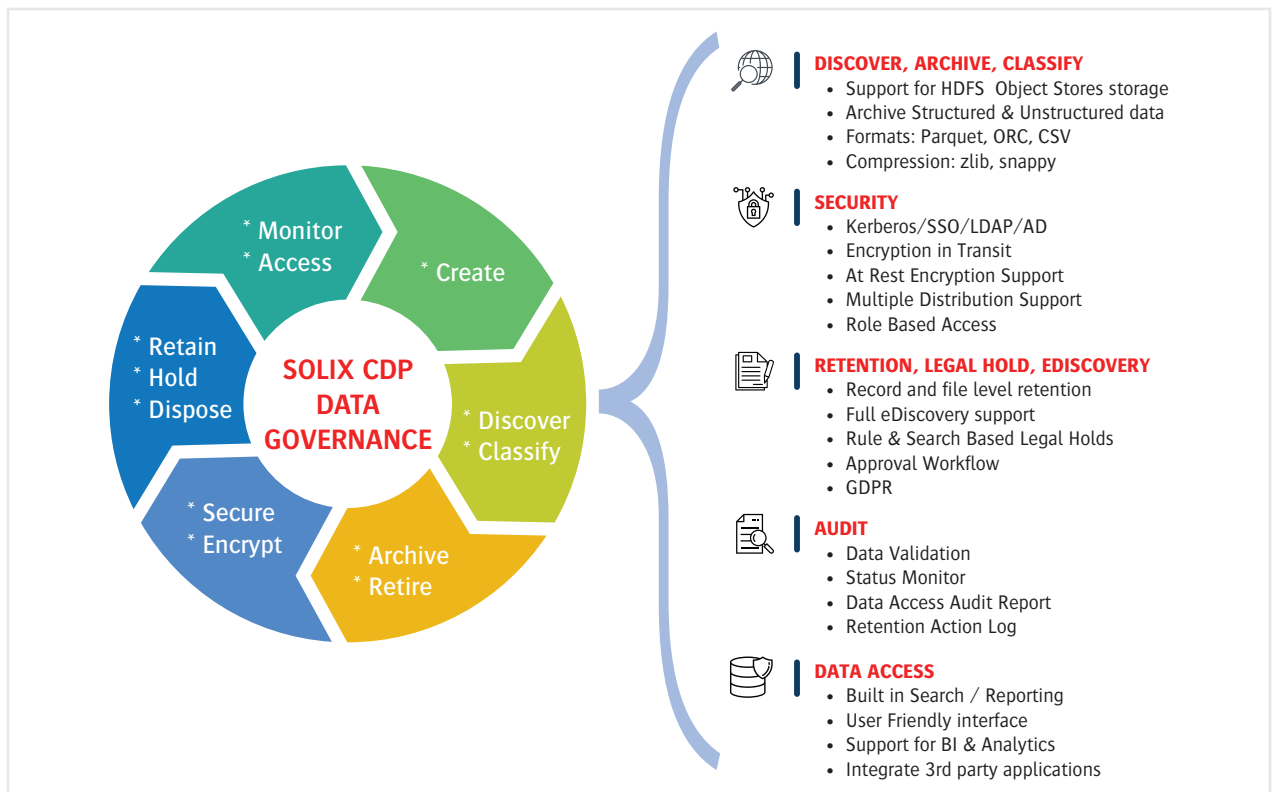 * Monitor
* Access
* Create
* Retain
* Hold
* Dispose
SOLIX CDP
DATA
GOVERNANCE
* Discover
* Classify
* Secure
* Encrypt
* Archive
* Retire
DISCOVER, ARCHIVE, CLASSIFY
• Support for HDFS Object Stores storage
• Archive Structured & Unstructured data
• Formats: Parquet, ORC, CSV
• Compression: zlib, snappy
SECURITY
• Kerberos/SSO/LDAP/AD
• Encryption in Transit
• At Rest Encryption Support
• Multiple Distribution Support
• Role Based Access
RETENTION, LEGAL HOLD, EDISCOVERY
• Record and file level retention
• Full eDiscovery support
• Rule & Search Based Legal Holds
• Approval Workflow
• GDPR
AUDIT
• Data Validation
• Status Monitor
• Data Access Audit Report
• Retention Action Log
DATA ACCESS
• Built in Search / Reporting
• User Friendly interface
• Support for BI & Analytics
• Integrate 3rd party applications